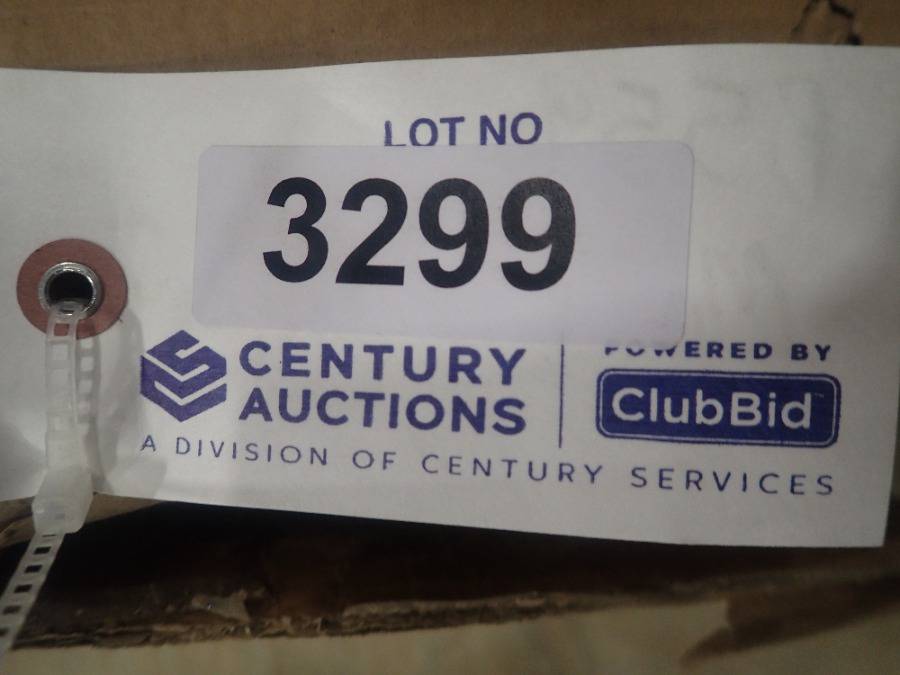 LOT NO
3299
CENTURY
AUCTIONS
POWERED BY
ClubBid
A DIVISION OF CENTURY SERVICES